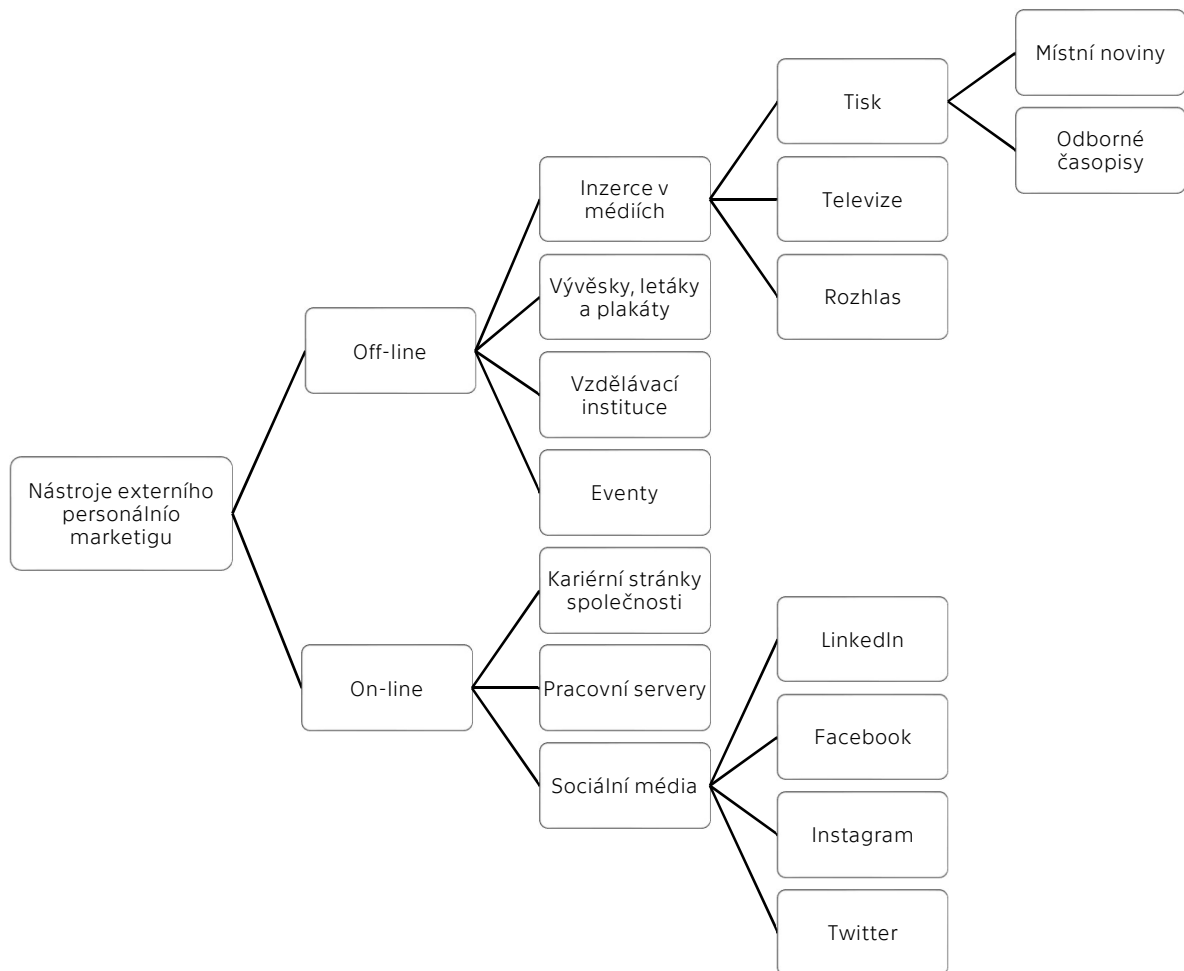 Nástroje externího
personálnío
marketigu
Off-line
Inzerce v
médiích
Tisk
Místní noviny
Odborné
časopisy
Televize
Rozhlas
Vývěsky, letáky
a plakáty
Vzdělávací
instituce
Eventy
On-line
Kariérní stránky
společnosti
Pracovní servery
Sociální média
LinkedIn
Facebook
Instagram
Twitter